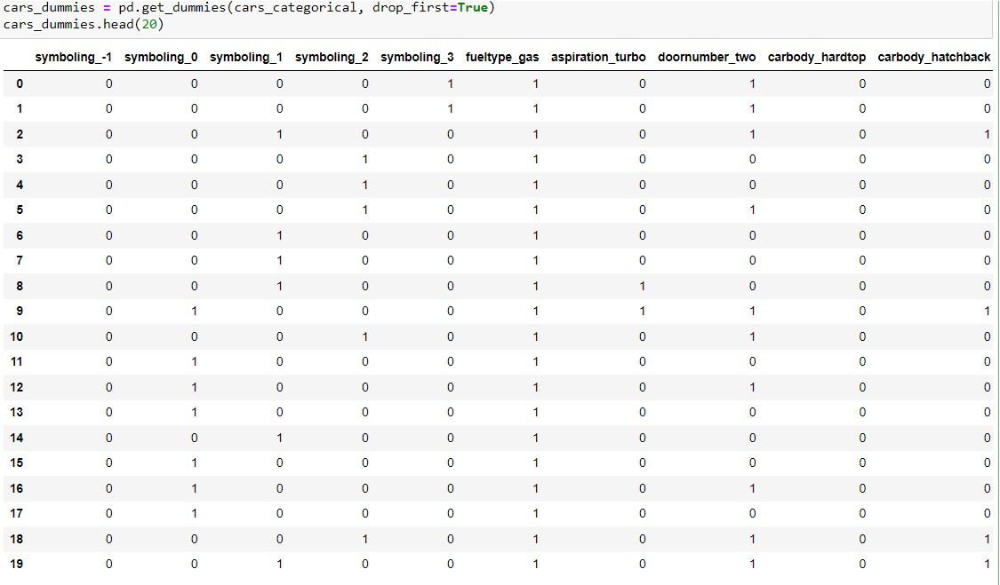 cars_dummies = pd.get_dummies(cars_categorical, drop_first=True)
cars_dummies.head(20)
symboling_-1 symboling_0 symboling_1 symboling_2 symboling_3 fueltype_gas aspiration_turbo doornumber_two carbody_hardtop carbody_hatchback
0 0 0 0 0 1 1 0 1 0 0
1 0 0 0 0 1 1 0 1 0 0
2 0 0 1 0 0 1 0 1 0 1
3 0 0 0 1 0 1 0 0 0 0
4 0 0 0 1 0 1 0 0 0 0
5 0 0 0 1 0 1 0 1 0 0
6 0 0 1 0 0 1 0 0 0 0
7 0 0 1 0 0 1 0 0 0 0
8 0 0 1 0 0 1 1 0 0 0
9 0 1 0 0 0 1 1 1 0 1
10 0 0 0 1 0 1 0 1 0 0
11 0 1 0 0 0 1 0 0 0 0
12 0 1 0 0 0 1 0 1 0 0
13 0 1 0 0 0 1 0 0 0 0
14 0 0 1 0 0 1 0 0 0 0
15 0 1 0 0 0 1 0 0 0 0
16 0 1 0 0 0 1 0 1 0 0
17 0 1 0 0 0 1 0 0 0 0
18 0 0 0 1 0 1 0 1 0 1
19 0 0 1 0 0 1 0 1 0 1